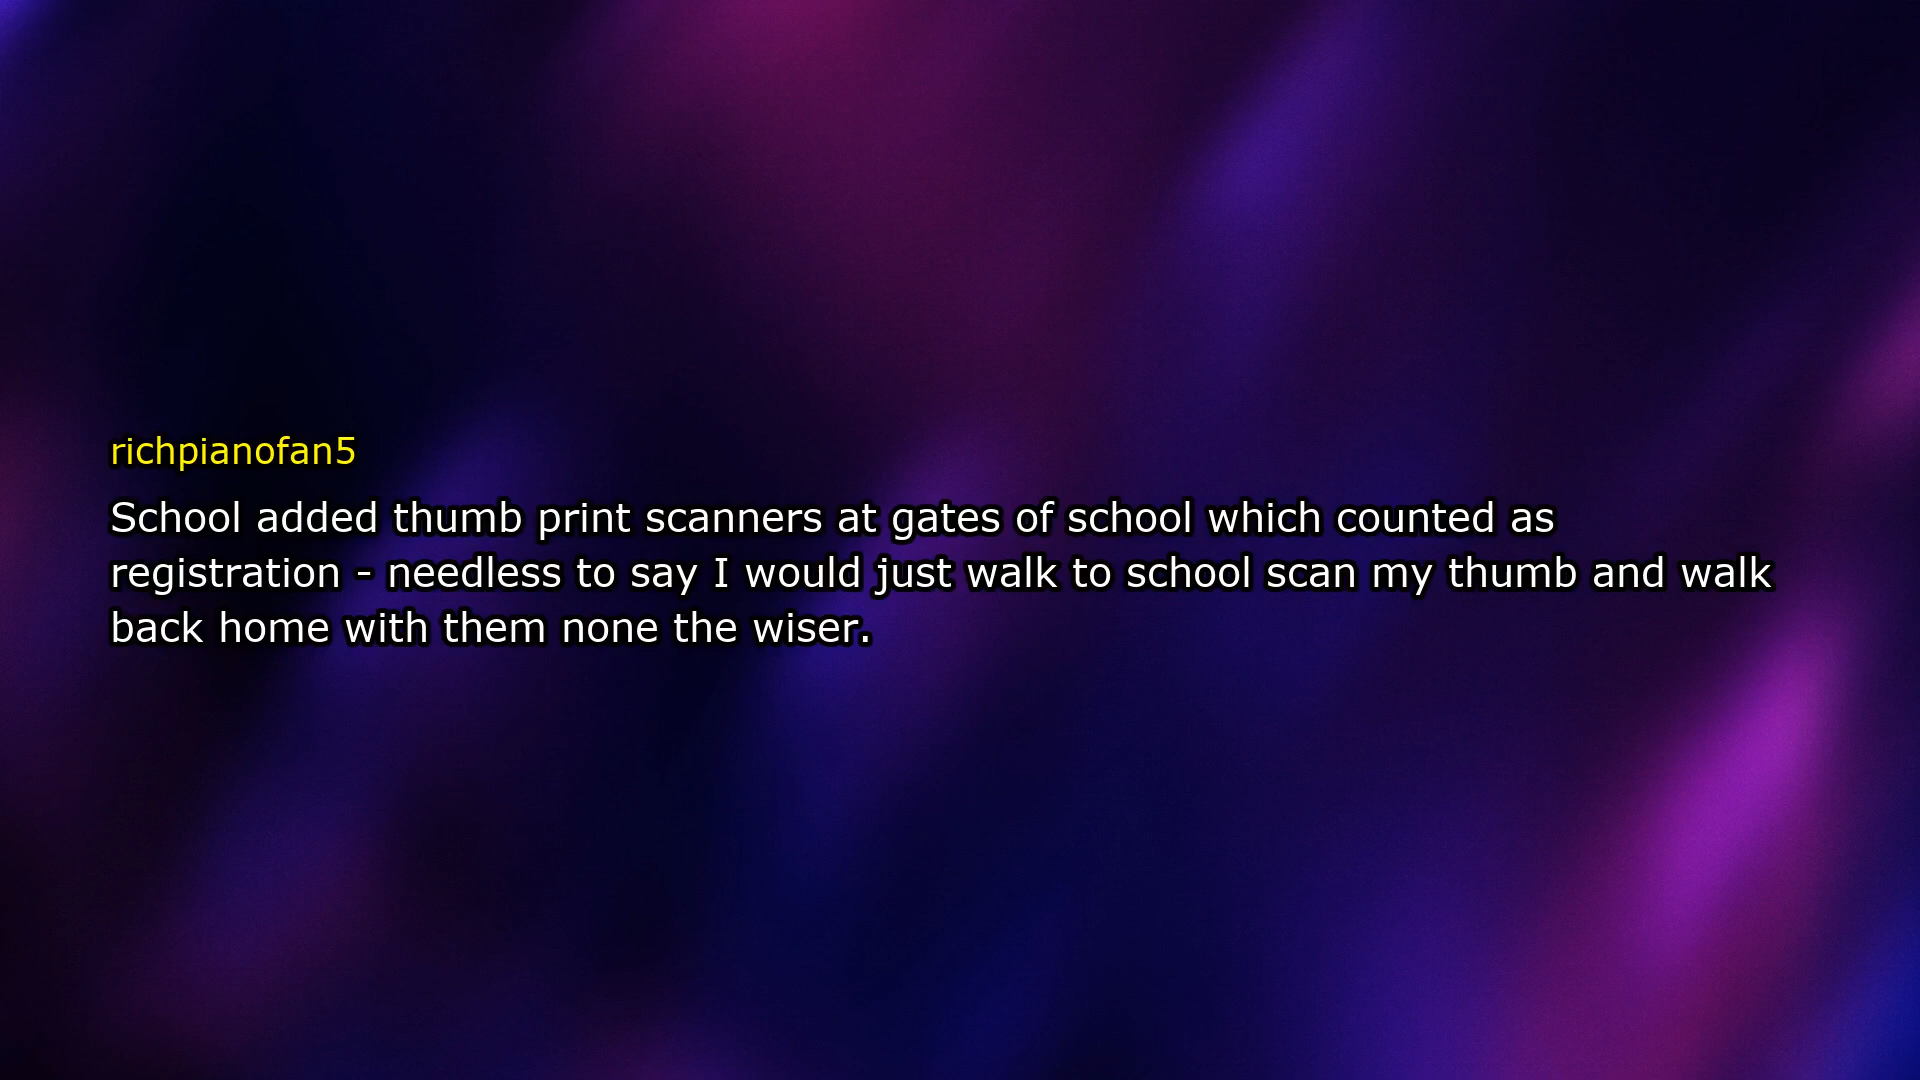 richpianofan5
School added thumb print scanners at gates of school which counted as
registration - needless to say I would just walk to school scan my thumb and walk
back home with them none the wiser.